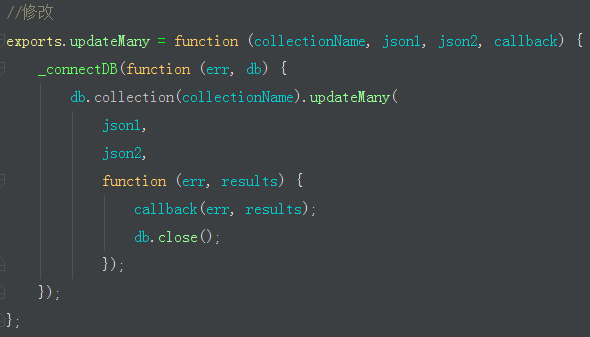 //修改
exports.updateMany = function (collectionName, json1, json2, callback) {
    _connectDB(function (err, db) {
        db.collection(collectionName).updateMany(
            json1,
            json2,
            function (err, results) {
                callback(err, results);
                db.close();
            });
    });
};